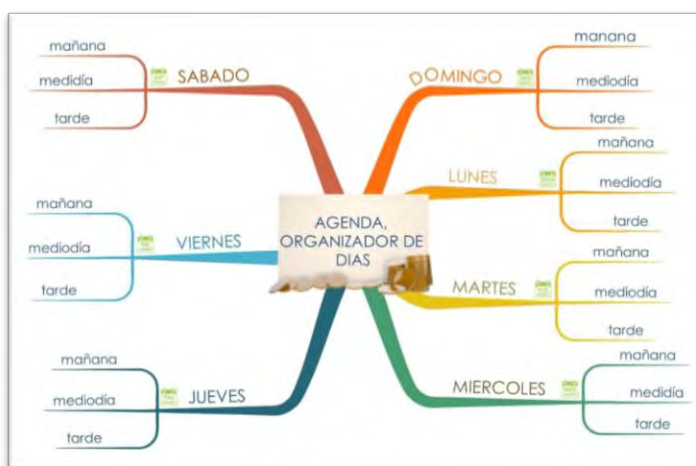 AGENDA,
ORGANIZADOR DE
DIAS
DOMINGO
manana
mediodía
tarde
LUNES
mañana
mediodía
tarde
MARTES
mañana
mediodía
tarde
MIERCOLES
mañana
medidía
tarde
JUEVES
mañana
mediodía
tarde
VIERNES
mañana
mediodía
tarde
SABADO
mañana
medidía
tarde